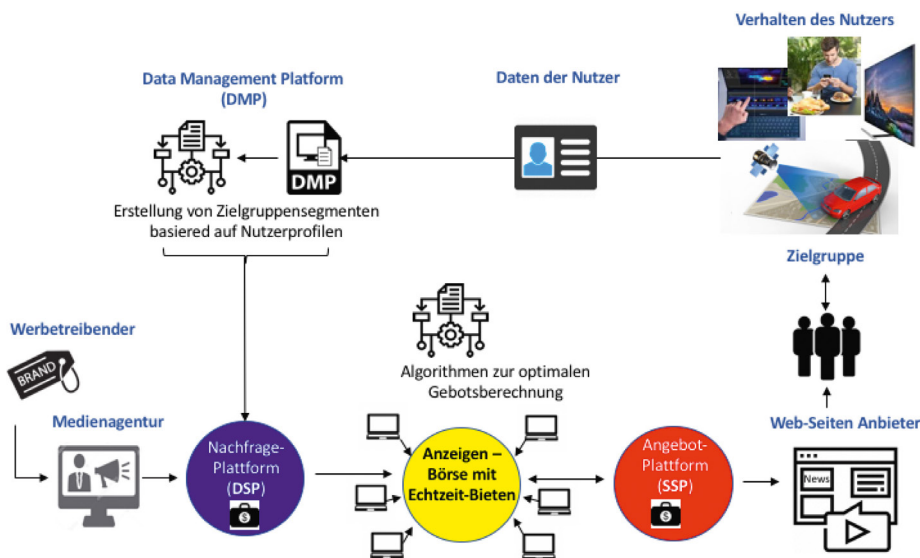 Verhalten des Nutzers
Data Management Platform
(DMP)
Daten der Nutzer
DMP
Erstellung von Zielgruppensegmenten
basiered auf Nutzerprofilen
Zielgruppe
Werbetreibender
BRAND
Algorithmen zur optimalen
Gebotsberechnung
Medienagentur
Web-Seiten Anbieter
Nachfrage-
Plattform
(DSP)
$
Anzeigen –
Börse mit
Echtzeit-Bieten
Angebot-
Plattform
(SSP)
$
News